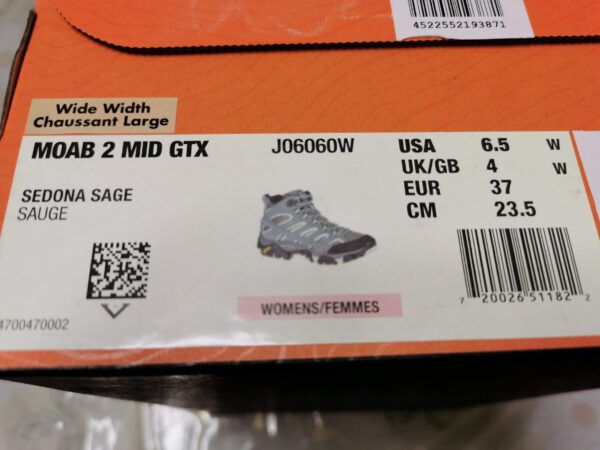 4522552193871
Wide Width
Chaussant Large
MOAB 2 MID GTX
J06060W
USA 6.5 W
UK/GB 4 W
EUR 37
CM 23.5
SEDONA SAGE
SAUGE
WOMENS/FEMMES
4700470002
7 20026 51182 2